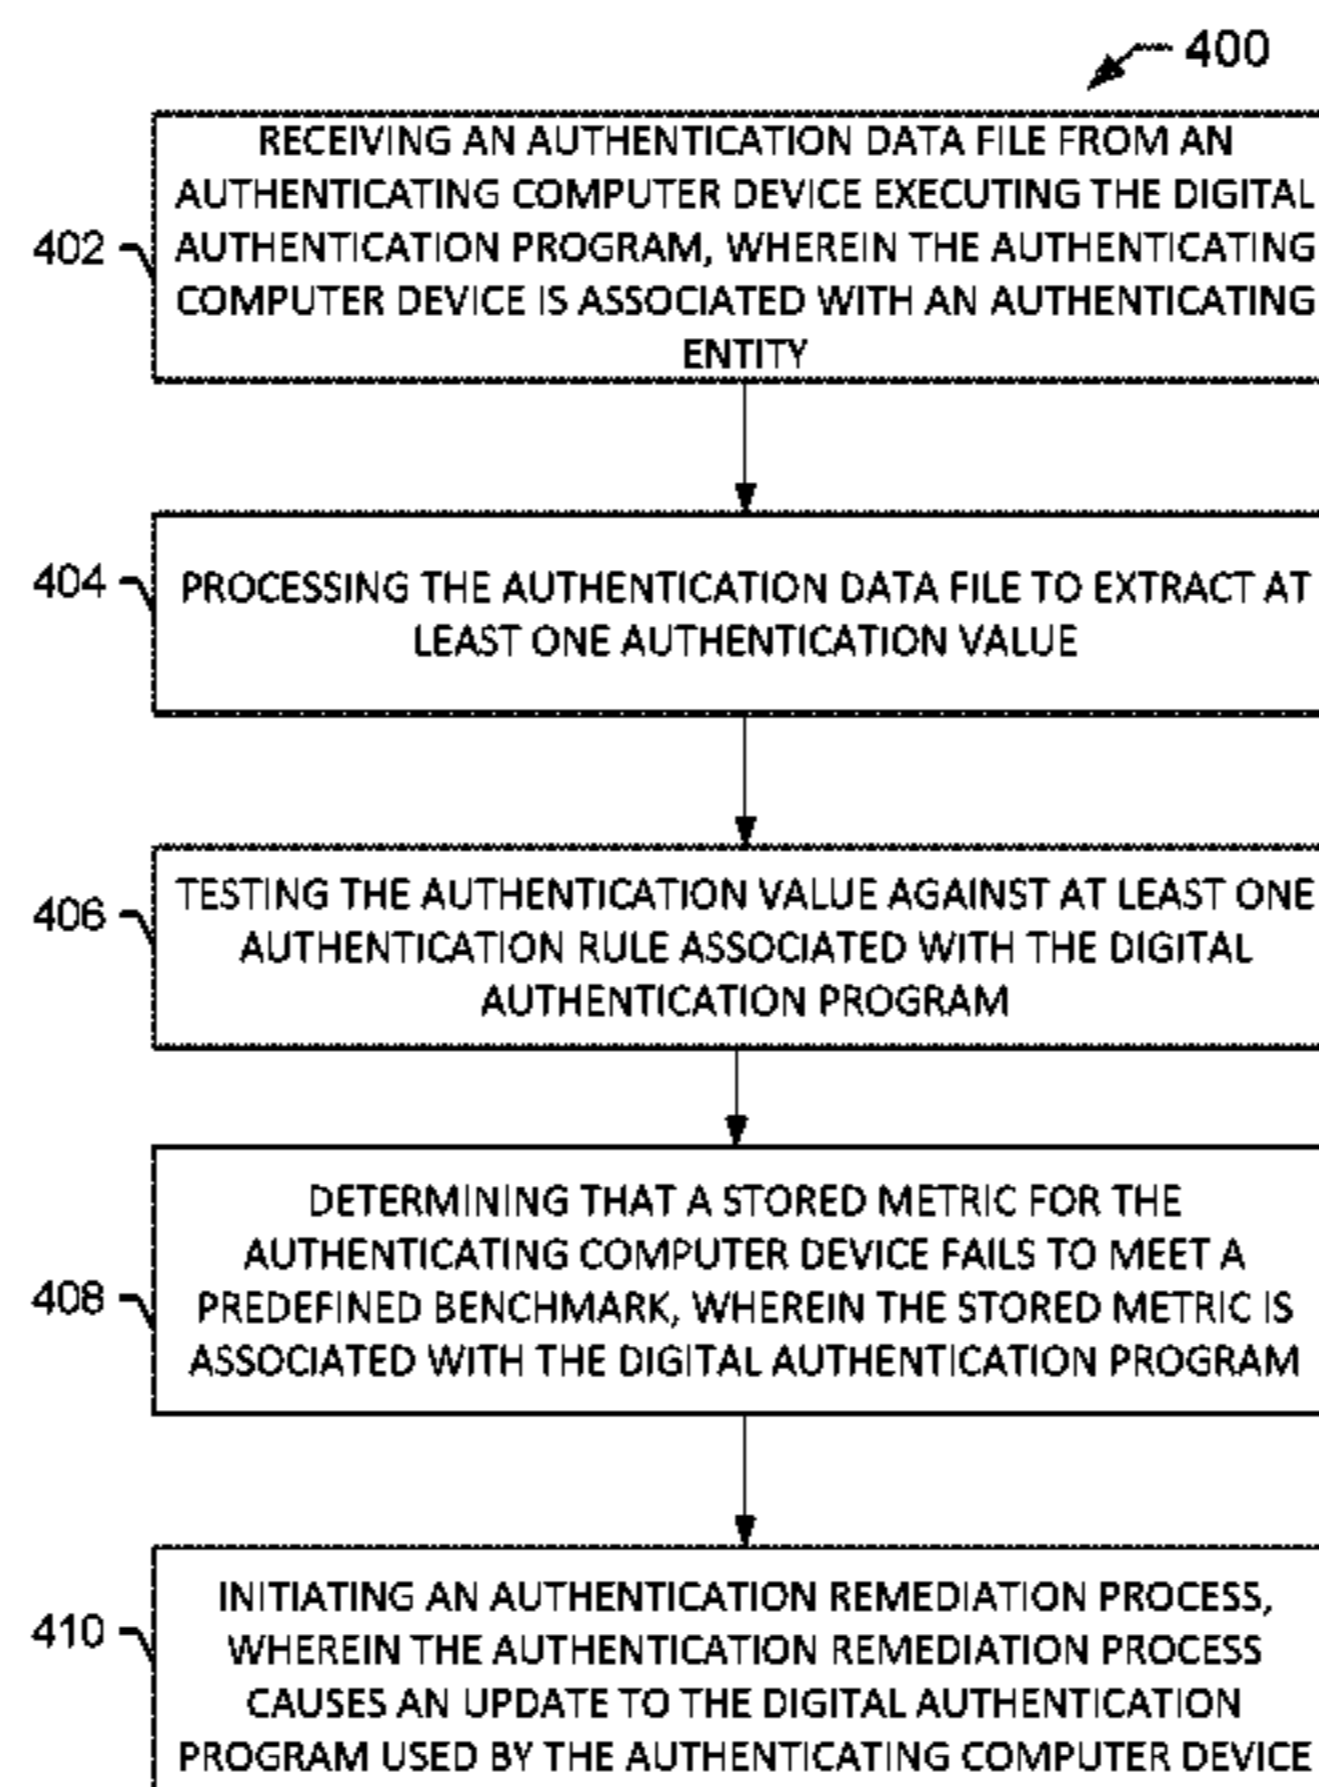 400
RECEIVING AN AUTHENTICATION DATA FILE FROM AN
AUTHENTICATING COMPUTER DEVICE EXECUTING THE DIGITAL
402
AUTHENTICATION PROGRAM, WHEREIN THE AUTHENTICATING
COMPUTER DEVICE IS ASSOCIATED WITH AN AUTHENTICATING
ENTITY
404
PROCESSING THE AUTHENTICATION DATA FILE TO EXTRACT AT
LEAST ONE AUTHENTICATION VALUE
406
TESTING THE AUTHENTICATION VALUE AGAINST AT LEAST ONE
AUTHENTICATION RULE ASSOCIATED WITH THE DIGITAL
AUTHENTICATION PROGRAM
DETERMINING THAT A STORED METRIC FOR THE
AUTHENTICATING COMPUTER DEVICE FAILS TO MEET A
408
PREDEFINED BENCHMARK, WHEREIN THE STORED METRIC IS
ASSOCIATED WITH THE DIGITAL AUTHENTICATION PROGRAM
INITIATING AN AUTHENTICATION REMEDIATION PROCESS,
410
WHEREIN THE AUTHENTICATION REMEDIATION PROCESS
CAUSES AN UPDATE TO THE DIGITAL AUTHENTICATION
PROGRAM USED BY THE AUTHENTICATING COMPUTER DEVICE